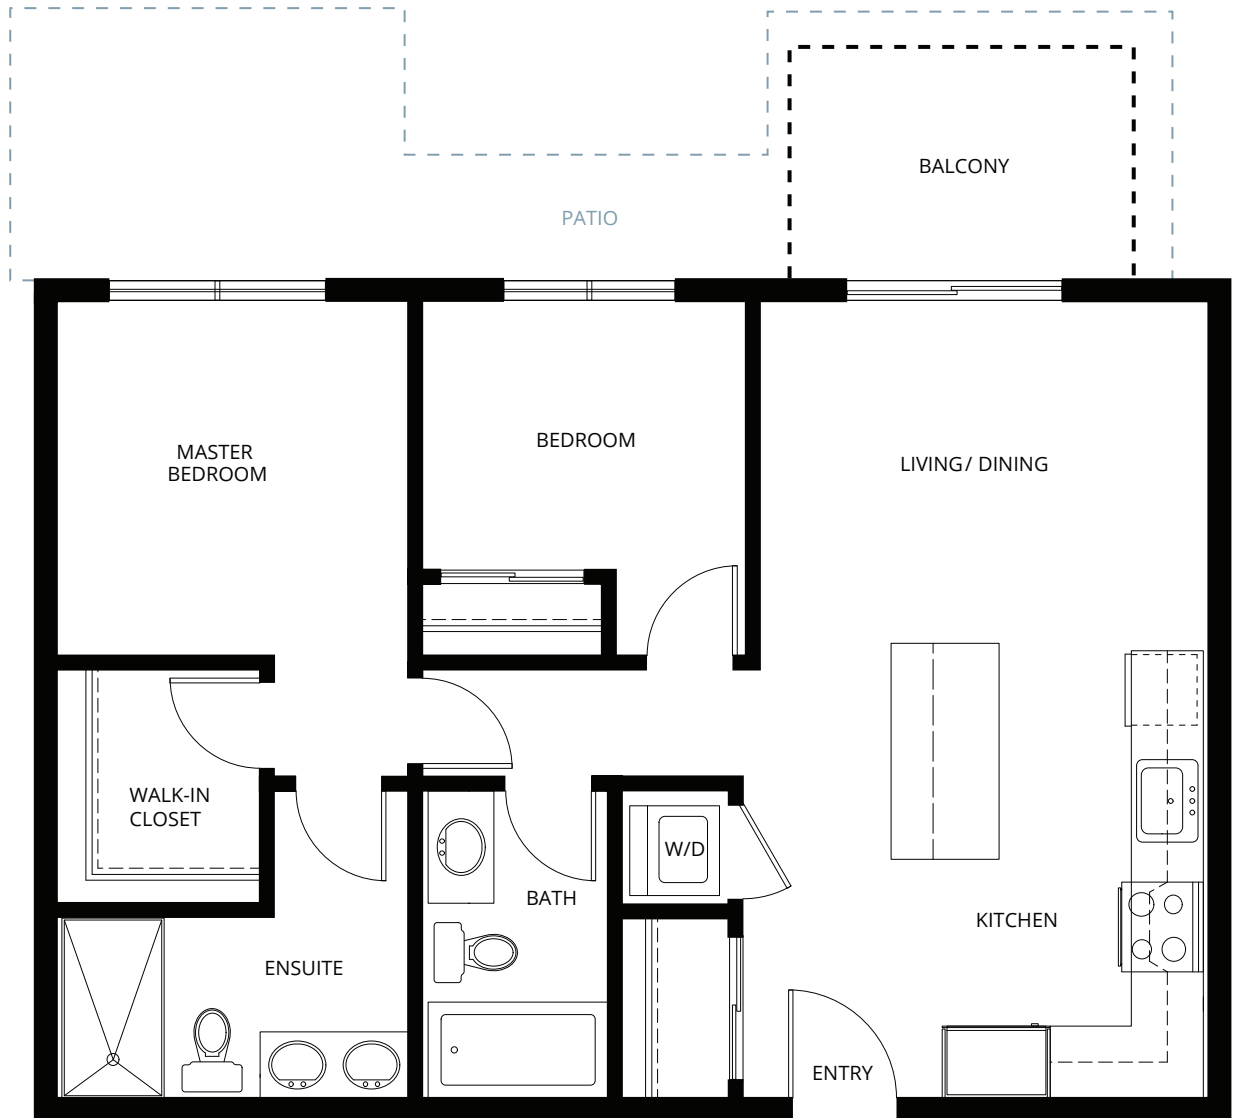 BALCONY
PATIO
MASTER
BEDROOM
BEDROOM
LIVING/ DINING
WALK-IN
CLOSET
W/D
BATH
KITCHEN
ENSUITE
ENTRY